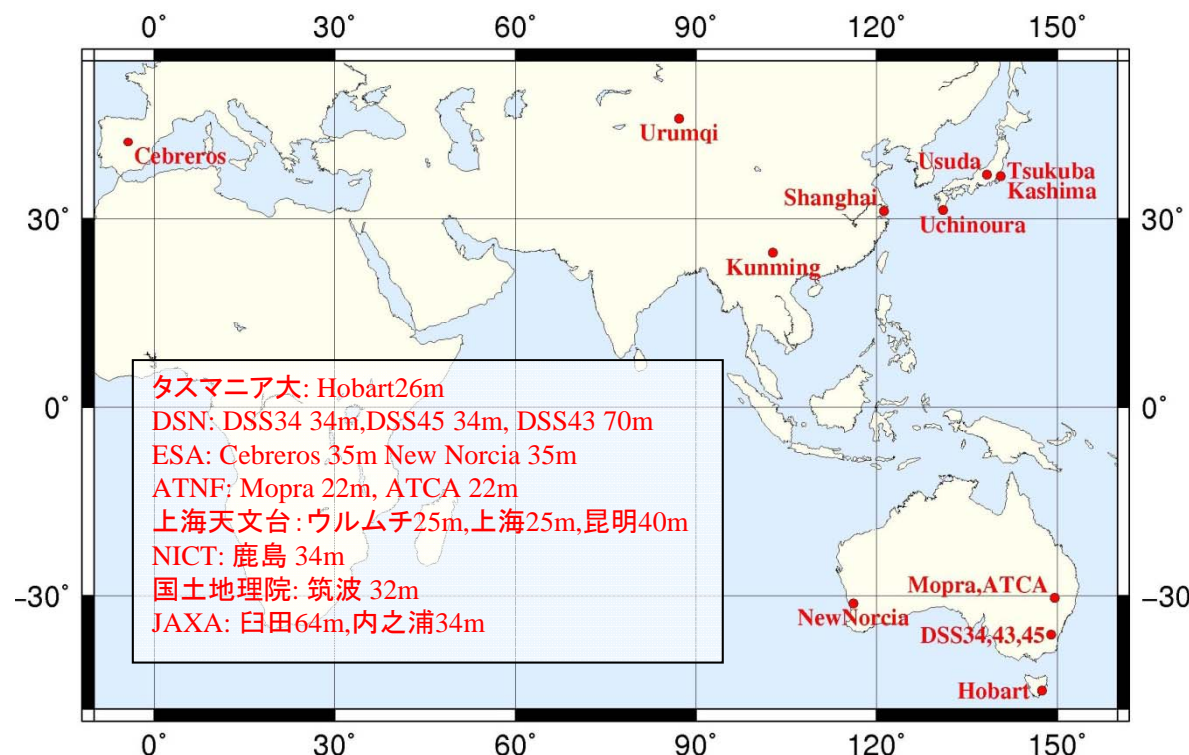 0° 30° 60° 90° 120° 150°
Urumqi
Cebreros
Usuda
Tsukuba
Kashima
Shanghai
30° 30°
Uchinoura
Kunming
タスマニア大: Hobart26m
0° 0°
DSN: DSS34 34m,DSS45 34m, DSS43 70m
ESA: Cebreros 35m New Norcia 35m
ATNF: Mopra 22m, ATCA 22m
上海天文台:ウルムチ25m,上海25m,昆明40m
NICT: 鹿島 34m
国土地理院: 筑波 32m
JAXA: 臼田64m,内之浦34m
Mopra,ATCA
−30° −30°
NewNorcia
DSS34,43,45
Hobart
0° 30° 60° 90° 120° 150°